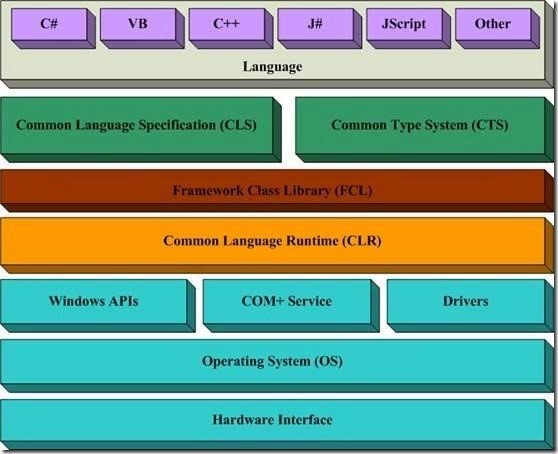 C# VB C++ J# JScript Other
Language
Common Language Specification (CLS) Common Type System (CTS)
Framework Class Library (FCL)
Common Language Runtime (CLR)
Windows APIs COM+ Service Drivers
Operating System (OS)
Hardware Interface